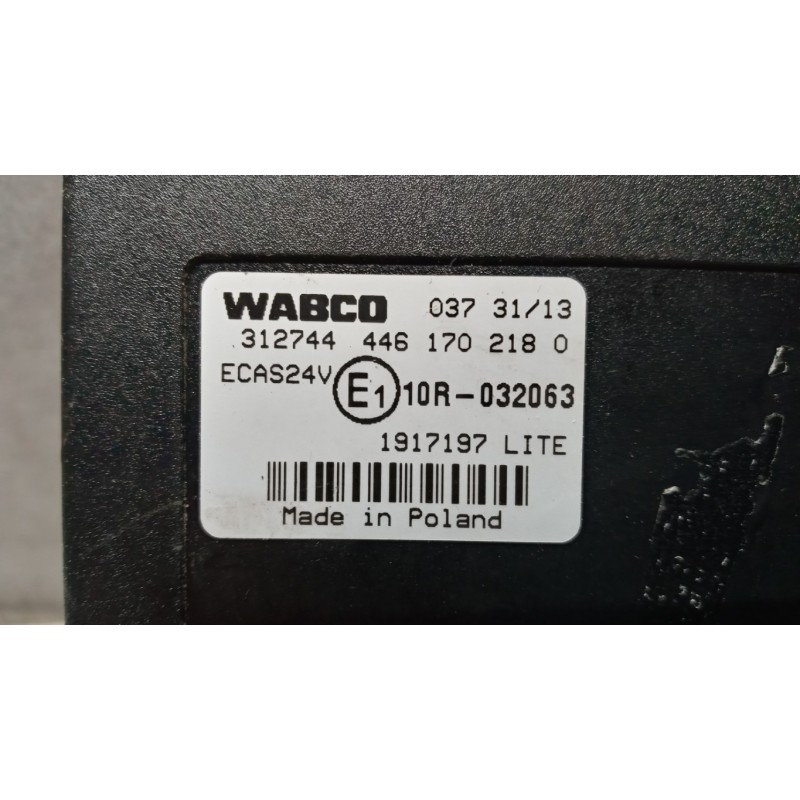 WABCO 037 31/13
312744 446 170 218 0
ECAS24V E1 10R-032063
1917197 LITE
Made in Poland